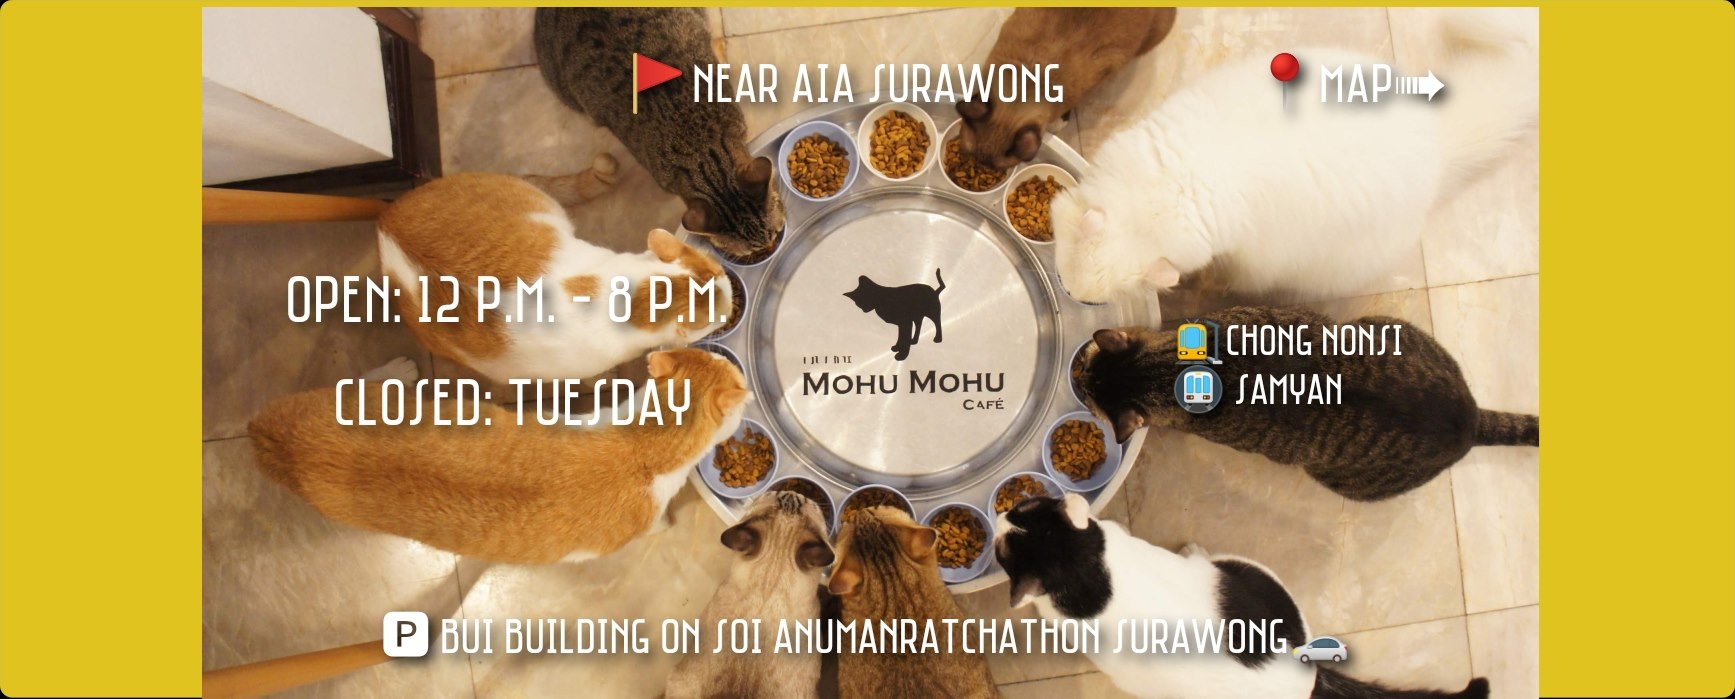 NEAR AIA SURAWONG
MAP
OPEN: 12 P.M. - 8 P.M.
CLOSED: TUESDAY
CHONG NONSI
SAMYAN
MOHU MOHU
CAFÉ
P BUI BUILDING ON SOI ANUMANRATCHATHON SURAWONG